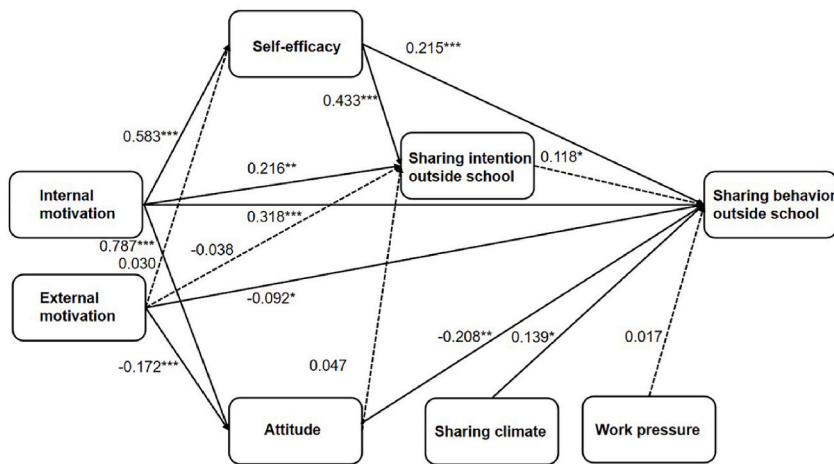 Self-efficacy
0.215***
0.433***
0.583***
Sharing intention
outside school
0.118*
0.216**
Internal
motivation
Sharing behavior
outside school
0.318***
0.787***
-0.038
0.030
External
motivation
-0.092*
-0.208**
0.139*
0.017
-0.172***
0.047
Attitude
Sharing climate
Work pressure